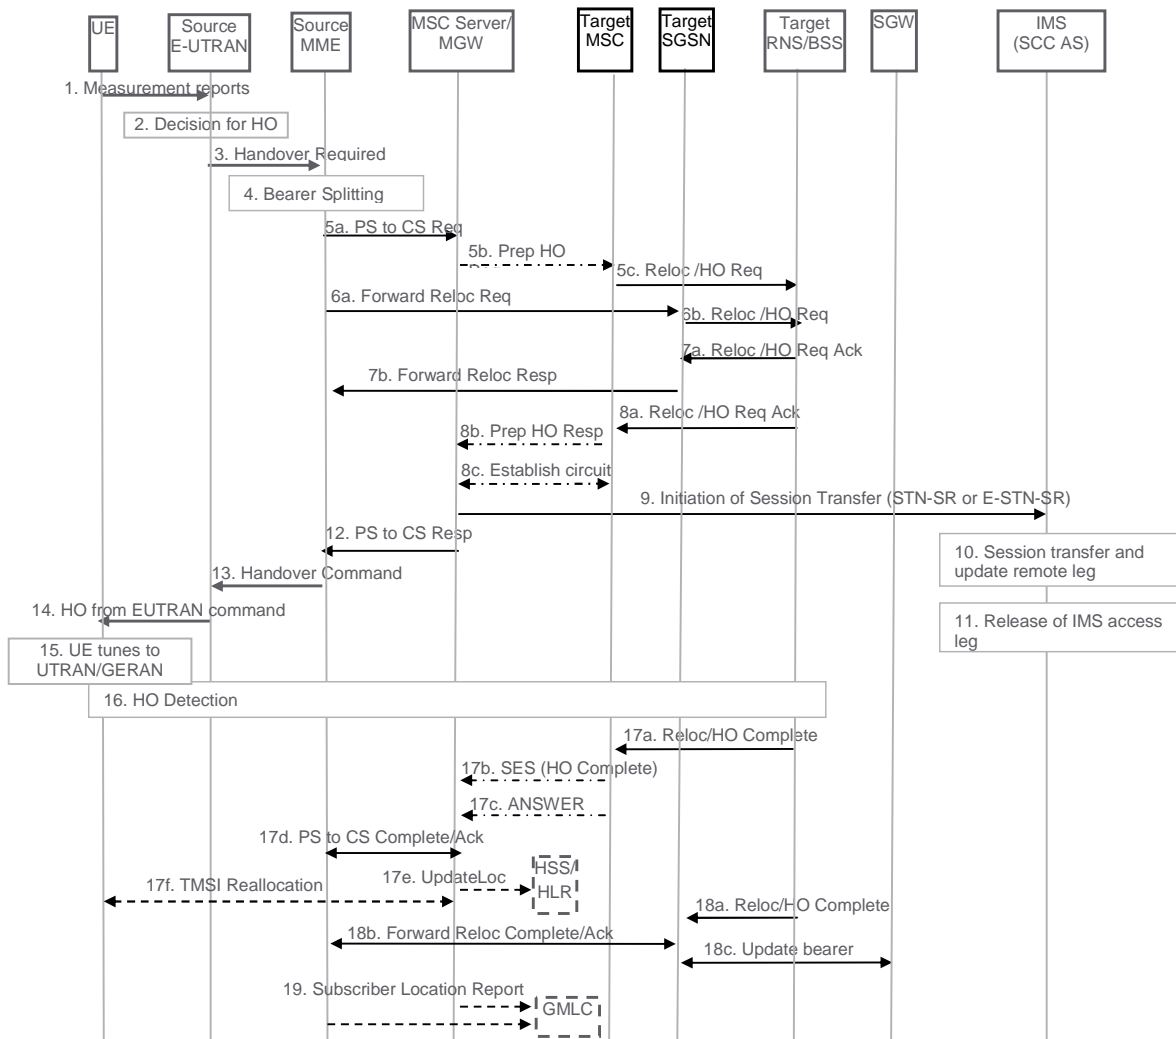 UE
Source
E-UTRAN
Source
MME
MSC Server/
MGW
Target
MSC
Target
SGSN
Target
RNS/BSS
SGW
IMS
(SCC AS)
1. Measurement reports
2. Decision for HO
3. Handover Required
4. Bearer Splitting
5a. PS to CS Req
5b. Prep HO
5c. Reloc /HO Req
6a. Forward Reloc Req
6b. Reloc /HO Req
7a. Reloc /HO Req Ack
7b. Forward Reloc Resp
8a. Reloc /HO Req Ack
8b. Prep HO Resp
8c. Establish circuit
9. Initiation of Session Transfer (STN-SR or E-STN-SR)
12. PS to CS Resp
10. Session transfer and
update remote leg
13. Handover Command
14. HO from EUTRAN command
11. Release of IMS access
leg
15. UE tunes to
UTRAN/GERAN
16. HO Detection
17a. Reloc/HO Complete
17b. SES (HO Complete)
17c. ANSWER
17d. PS to CS Complete/Ack
HSS/
HLR
17e. UpdateLoc
17f. TMSI Reallocation
18a. Reloc/HO Complete
18b. Forward Reloc Complete/Ack
18c. Update bearer
19. Subscriber Location Report
GMLC